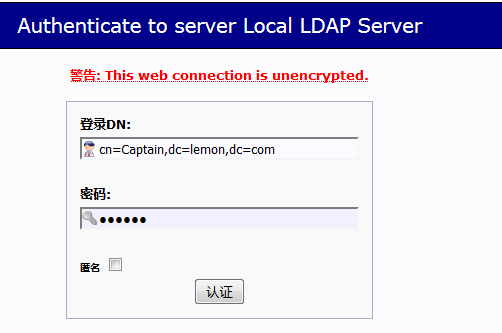 Authenticate to server Local LDAP Server
警告: This web connection is unencrypted.
登录DN:
cn=Captain,dc=lemon,dc=com
密码:
●●●●●●
匿名
认证